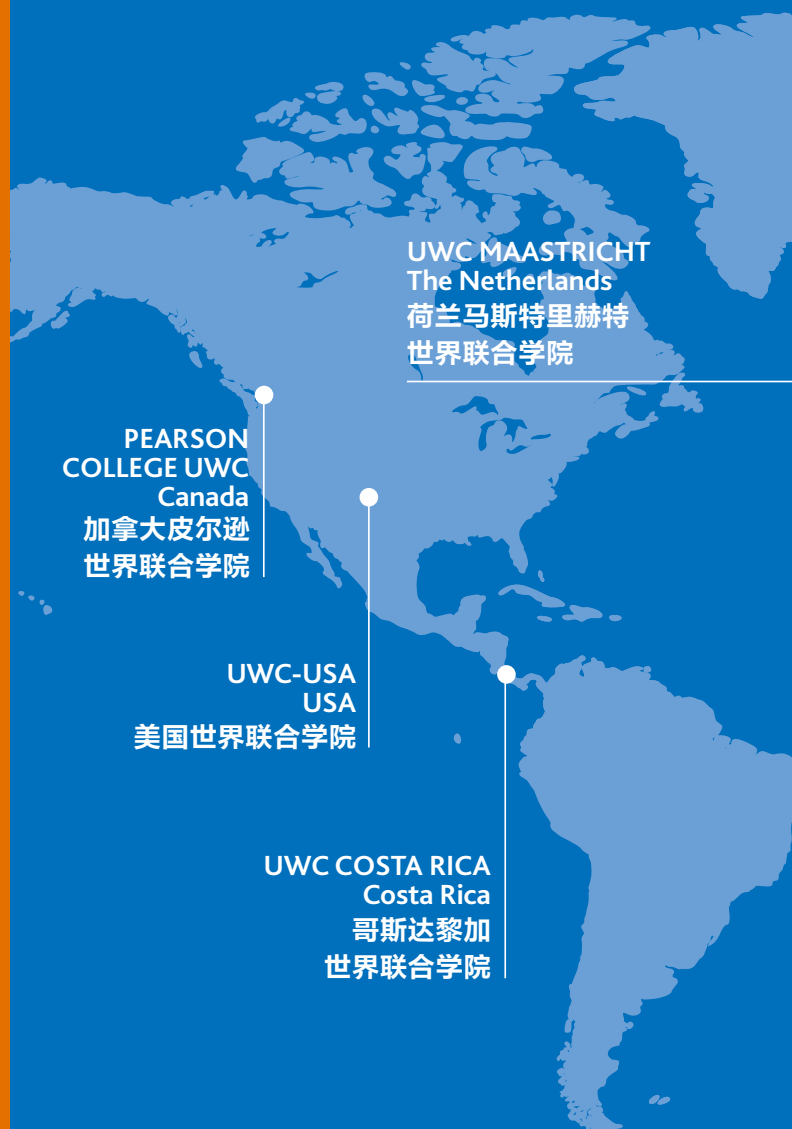 UWC MAASTRICHT
The Netherlands
荷兰马斯特里赫特
世界联合学院
PEARSON
COLLEGE UWC
Canada
加拿大皮尔逊
世界联合学院
UWC-USA
USA
美国世界联合学院
UWC COSTA RICA
Costa Rica
哥斯达黎加
世界联合学院